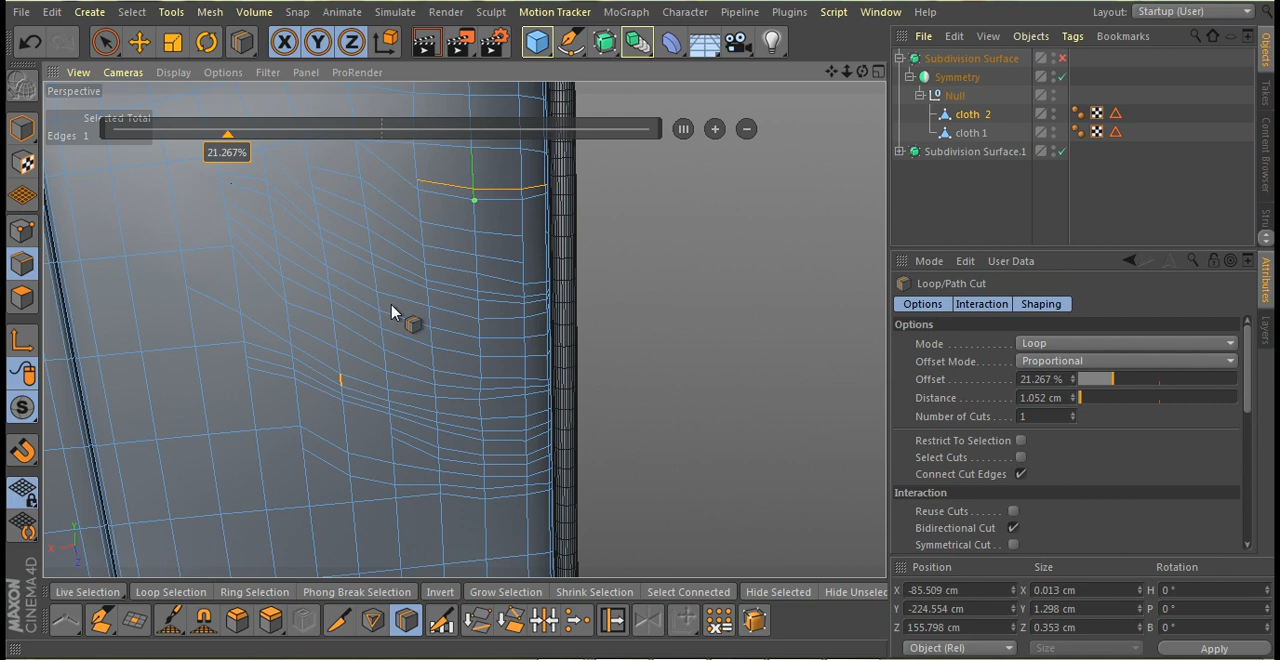 File Edit Create Select Tools Mesh Volume Snap Animate Simulate Render Sculpt Motion Tracker MoGraph Character Pipeline Plugins Script Window Help Layout: Startup (User)
File Edit View Objects Tags Bookmarks
Subdivision Surface
Symmetry
Null
cloth 2
cloth 1
Subdivision Surface.1
Objects
Takes
Content Browser
Stru
View Cameras Display Options Filter Panel ProRender
Perspective
Selected Total
Edges 1
21.267%
X Y Z
Mode Edit User Data
Loop/Path Cut
Options Interaction Shaping
Options
Mode Loop
Offset Mode Proportional
Offset 21.267 %
Distance 1.052 cm
Number of Cuts 1
Restrict To Selection
Select Cuts
Connect Cut Edges
Interaction
Reuse Cuts
Bidirectional Cut
Symmetrical Cut
Attributes
Layers
Y
X
Z
Live Selection Loop Selection Ring Selection Phong Break Selection Invert Grow Selection Shrink Selection Select Connected Hide Selected Hide Unselec
MAXON
CINEMA 4D
Position Size Rotation
X -85.509 cm X 0.013 cm H 0 °
Y -224.554 cm Y 1.298 cm P 0 °
Z 155.798 cm Z 0.353 cm B 0 °
Object (Rel) Size Apply